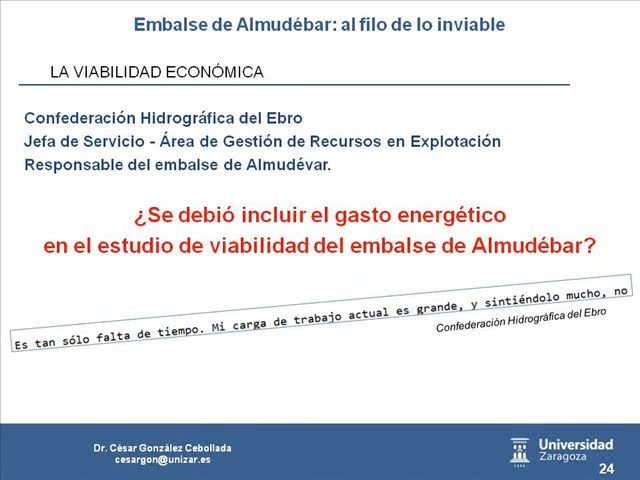 Embalse de Almudébar: al filo de lo inviable
LA VIABILIDAD ECONÓMICA
Confederación Hidrográfica del Ebro
Jefa de Servicio - Área de Gestión de Recursos en Explotación
Responsable del embalse de Almudévar.
¿Se debió incluir el gasto energético
en el estudio de viabilidad del embalse de Almudébar?
Es tan sólo falta de tiempo. Mi carga de trabajo actual es grande, y sintiéndolo mucho, no
Confederación Hidrográfica del Ebro
Dr. César González Cebollada
cesargon@unizar.es
Universidad
Zaragoza
1542
24